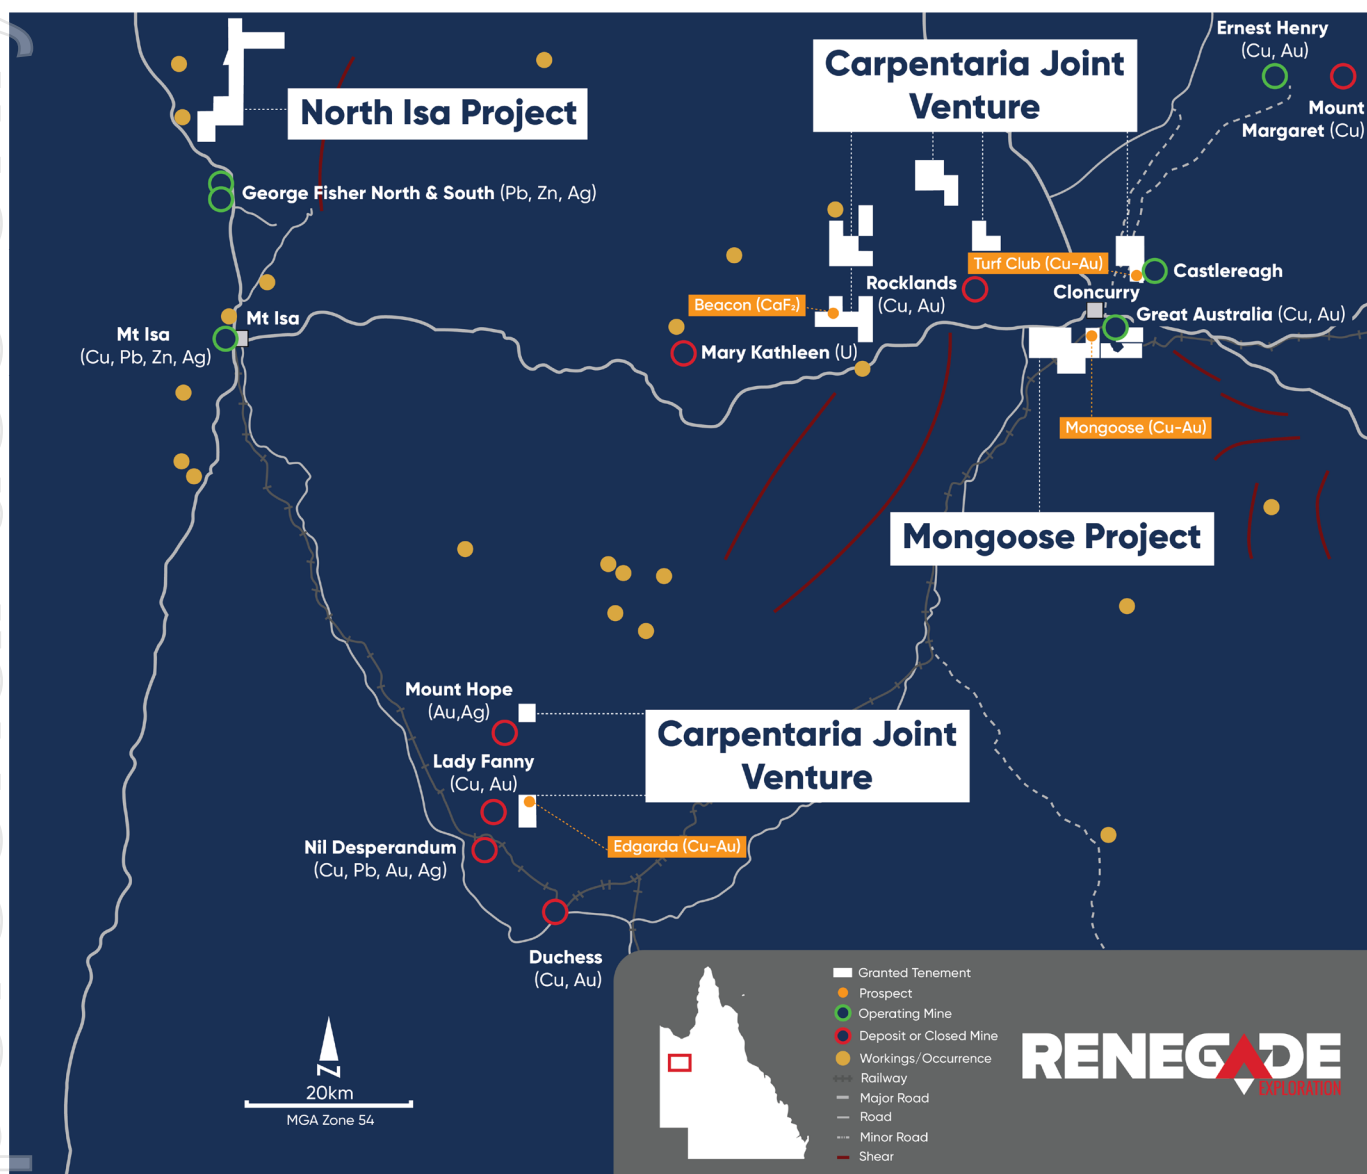 Ernest Henry
(Cu, Au)
Carpentaria Joint
Venture
North Isa Project
Mount
Margaret (Cu)
George Fisher North & South (Pb, Zn, Ag)
Turf Club (Cu-Au)
Castlereagh
Rocklands
(Cu, Au)
Cloncurry
Beacon (CaF₂)
Great Australia (Cu, Au)
Mt Isa
Mt Isa
(Cu, Pb, Zn, Ag)
Mary Kathleen (U)
Mongoose (Cu-Au)
Mongoose Project
Mount Hope
(Au,Ag)
Carpentaria Joint
Venture
Lady Fanny
(Cu, Au)
Nil Desperandum
(Cu, Pb, Au, Ag)
Edgarda (Cu-Au)
Duchess
(Cu, Au)
N
20km
MGA Zone 54
Granted Tenement
Prospect
Operating Mine
Deposit or Closed Mine
Workings/Occurrence
Railway
Major Road
Road
Minor Road
Shear
RENEGADE
EXPLORATION